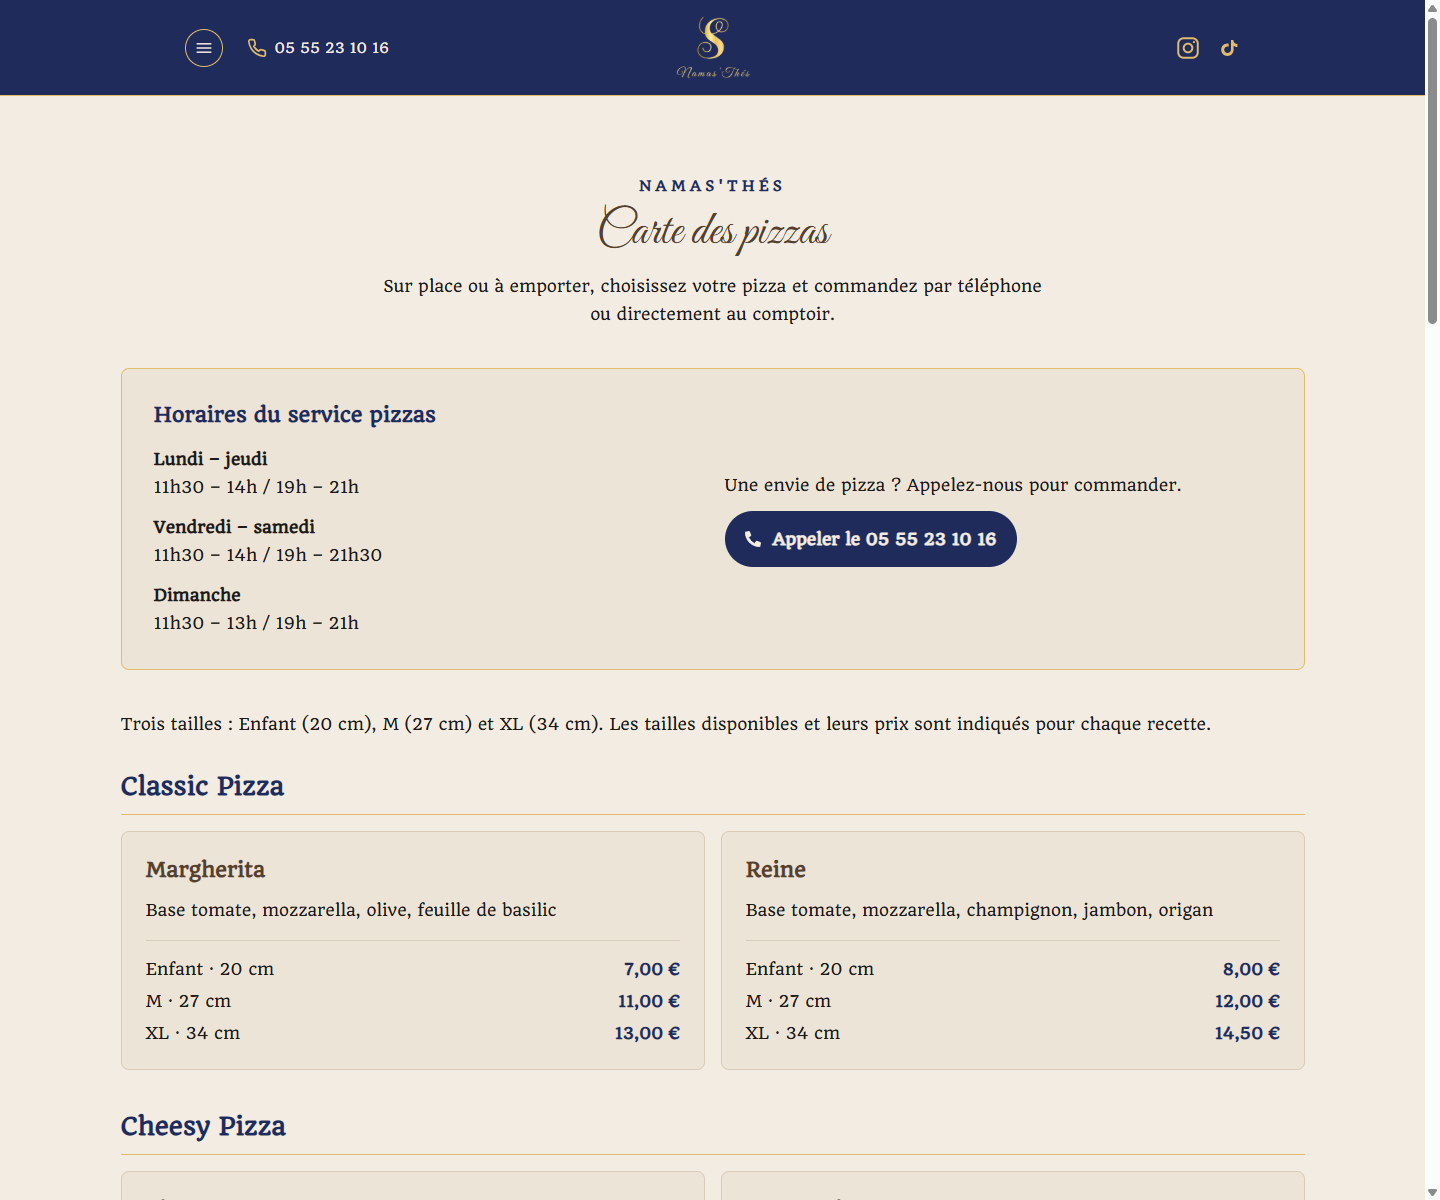 05 55 23 10 16
S
Namas'Thés
NAMAS'THÉS
Carte des pizzas
Sur place ou à emporter, choisissez votre pizza et commandez par téléphone
ou directement au comptoir.
Horaires du service pizzas
Lundi – jeudi
11h30 – 14h / 19h – 21h
Vendredi – samedi
11h30 – 14h / 19h – 21h30
Dimanche
11h30 – 13h / 19h – 21h
Une envie de pizza ? Appelez-nous pour commander.
Appeler le 05 55 23 10 16
Trois tailles : Enfant (20 cm), M (27 cm) et XL (34 cm). Les tailles disponibles et leurs prix sont indiqués pour chaque recette.
Classic Pizza
Margherita
Base tomate, mozzarella, olive, feuille de basilic
Enfant · 20 cm 7,00 €
M · 27 cm 11,00 €
XL · 34 cm 13,00 €
Reine
Base tomate, mozzarella, champignon, jambon, origan
Enfant · 20 cm 8,00 €
M · 27 cm 12,00 €
XL · 34 cm 14,50 €
Cheesy Pizza